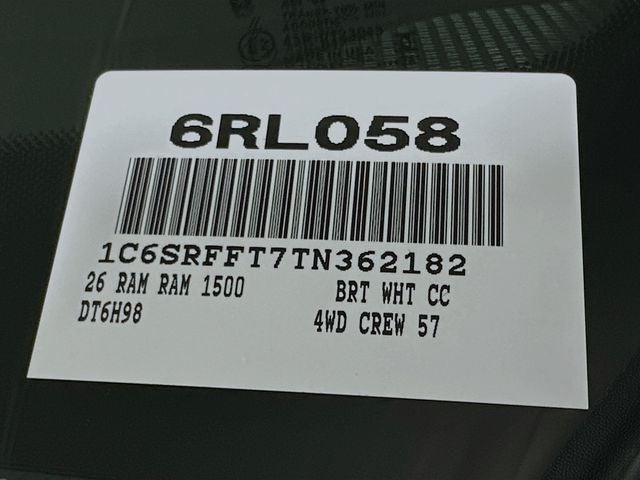 6RL058
1C6SRFFT7TN362182
26 RAM RAM 1500 BRT WHT CC
DT6H98 4WD CREW 57